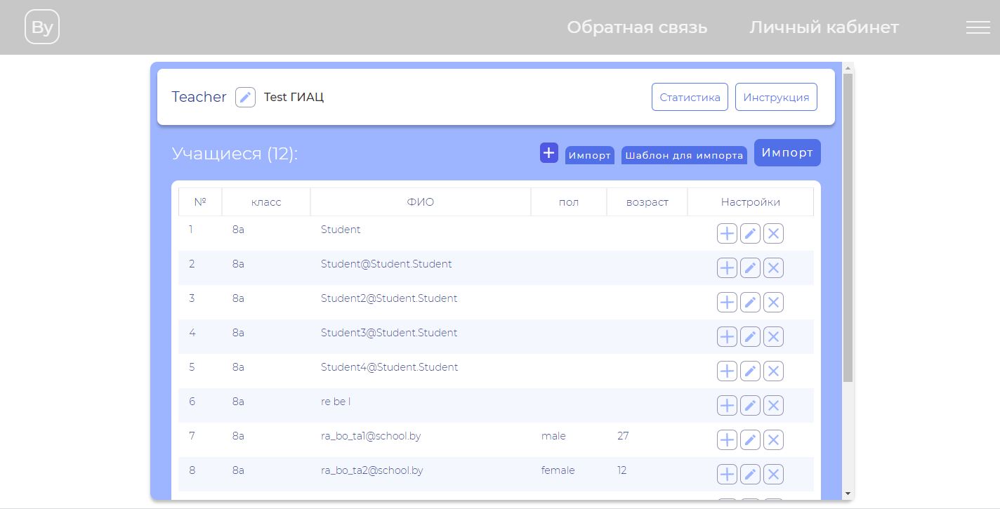 By Обратная связь Личный кабинет
Teacher Test ГИАЦ Статистика Инструкция
Учащиеся (12): Импорт Шаблон для импорта Импорт
№ класс ФИО пол возраст Настройки
1 8а Student
2 8а Student@Student.Student
3 8а Student2@Student.Student
4 8а Student3@Student.Student
5 8а Student4@Student.Student
6 8а re be l
7 8а ra_bo_ta1@school.by male 27
8 8а ra_bo_ta2@school.by female 12